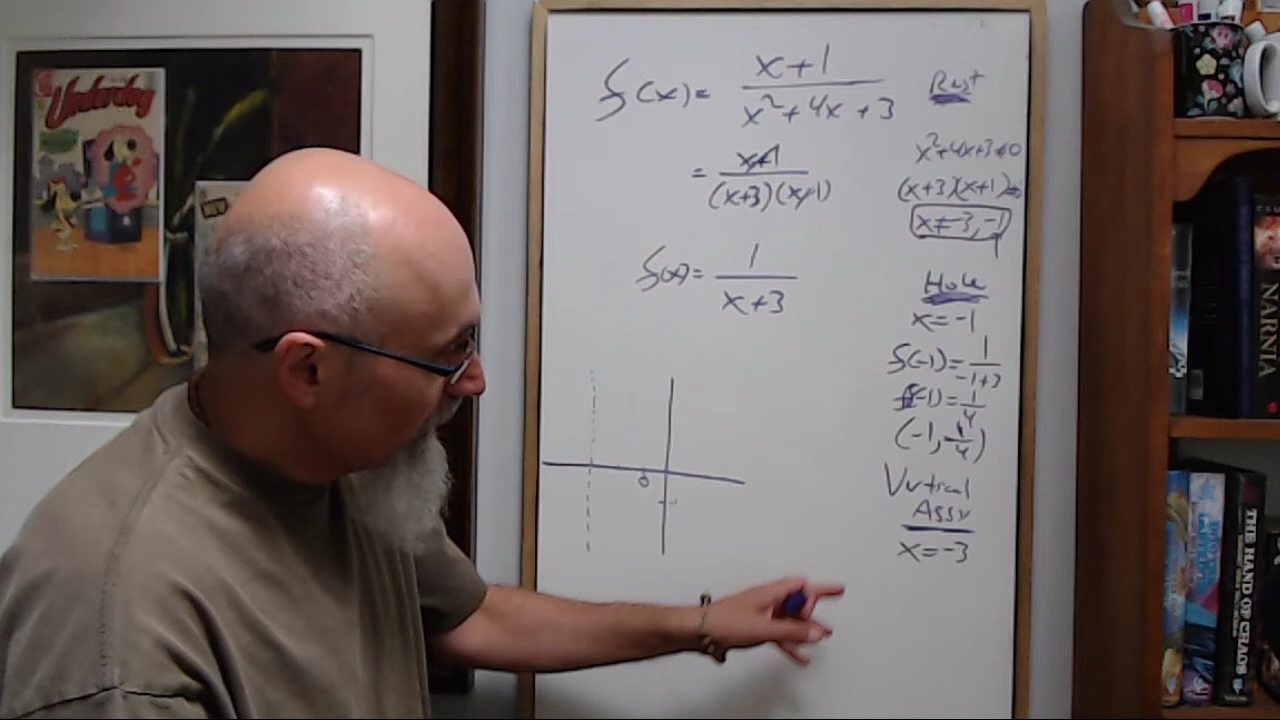 Underdog
f(x) = x+1 / x²+4x+3
= x+1 / (x+3)(x+1)
f(x) = 1 / x+3
Rest
x²+4x+3≠0
(x+3)(x+1)≠0
x≠-3,-1
Hole
x=-1
f(-1)=1/-1+3
f(-1)=1/4
(-1, 1/4)
Vertical
Assy
x=-3
NARNIA
THE HAND OF CHAOS